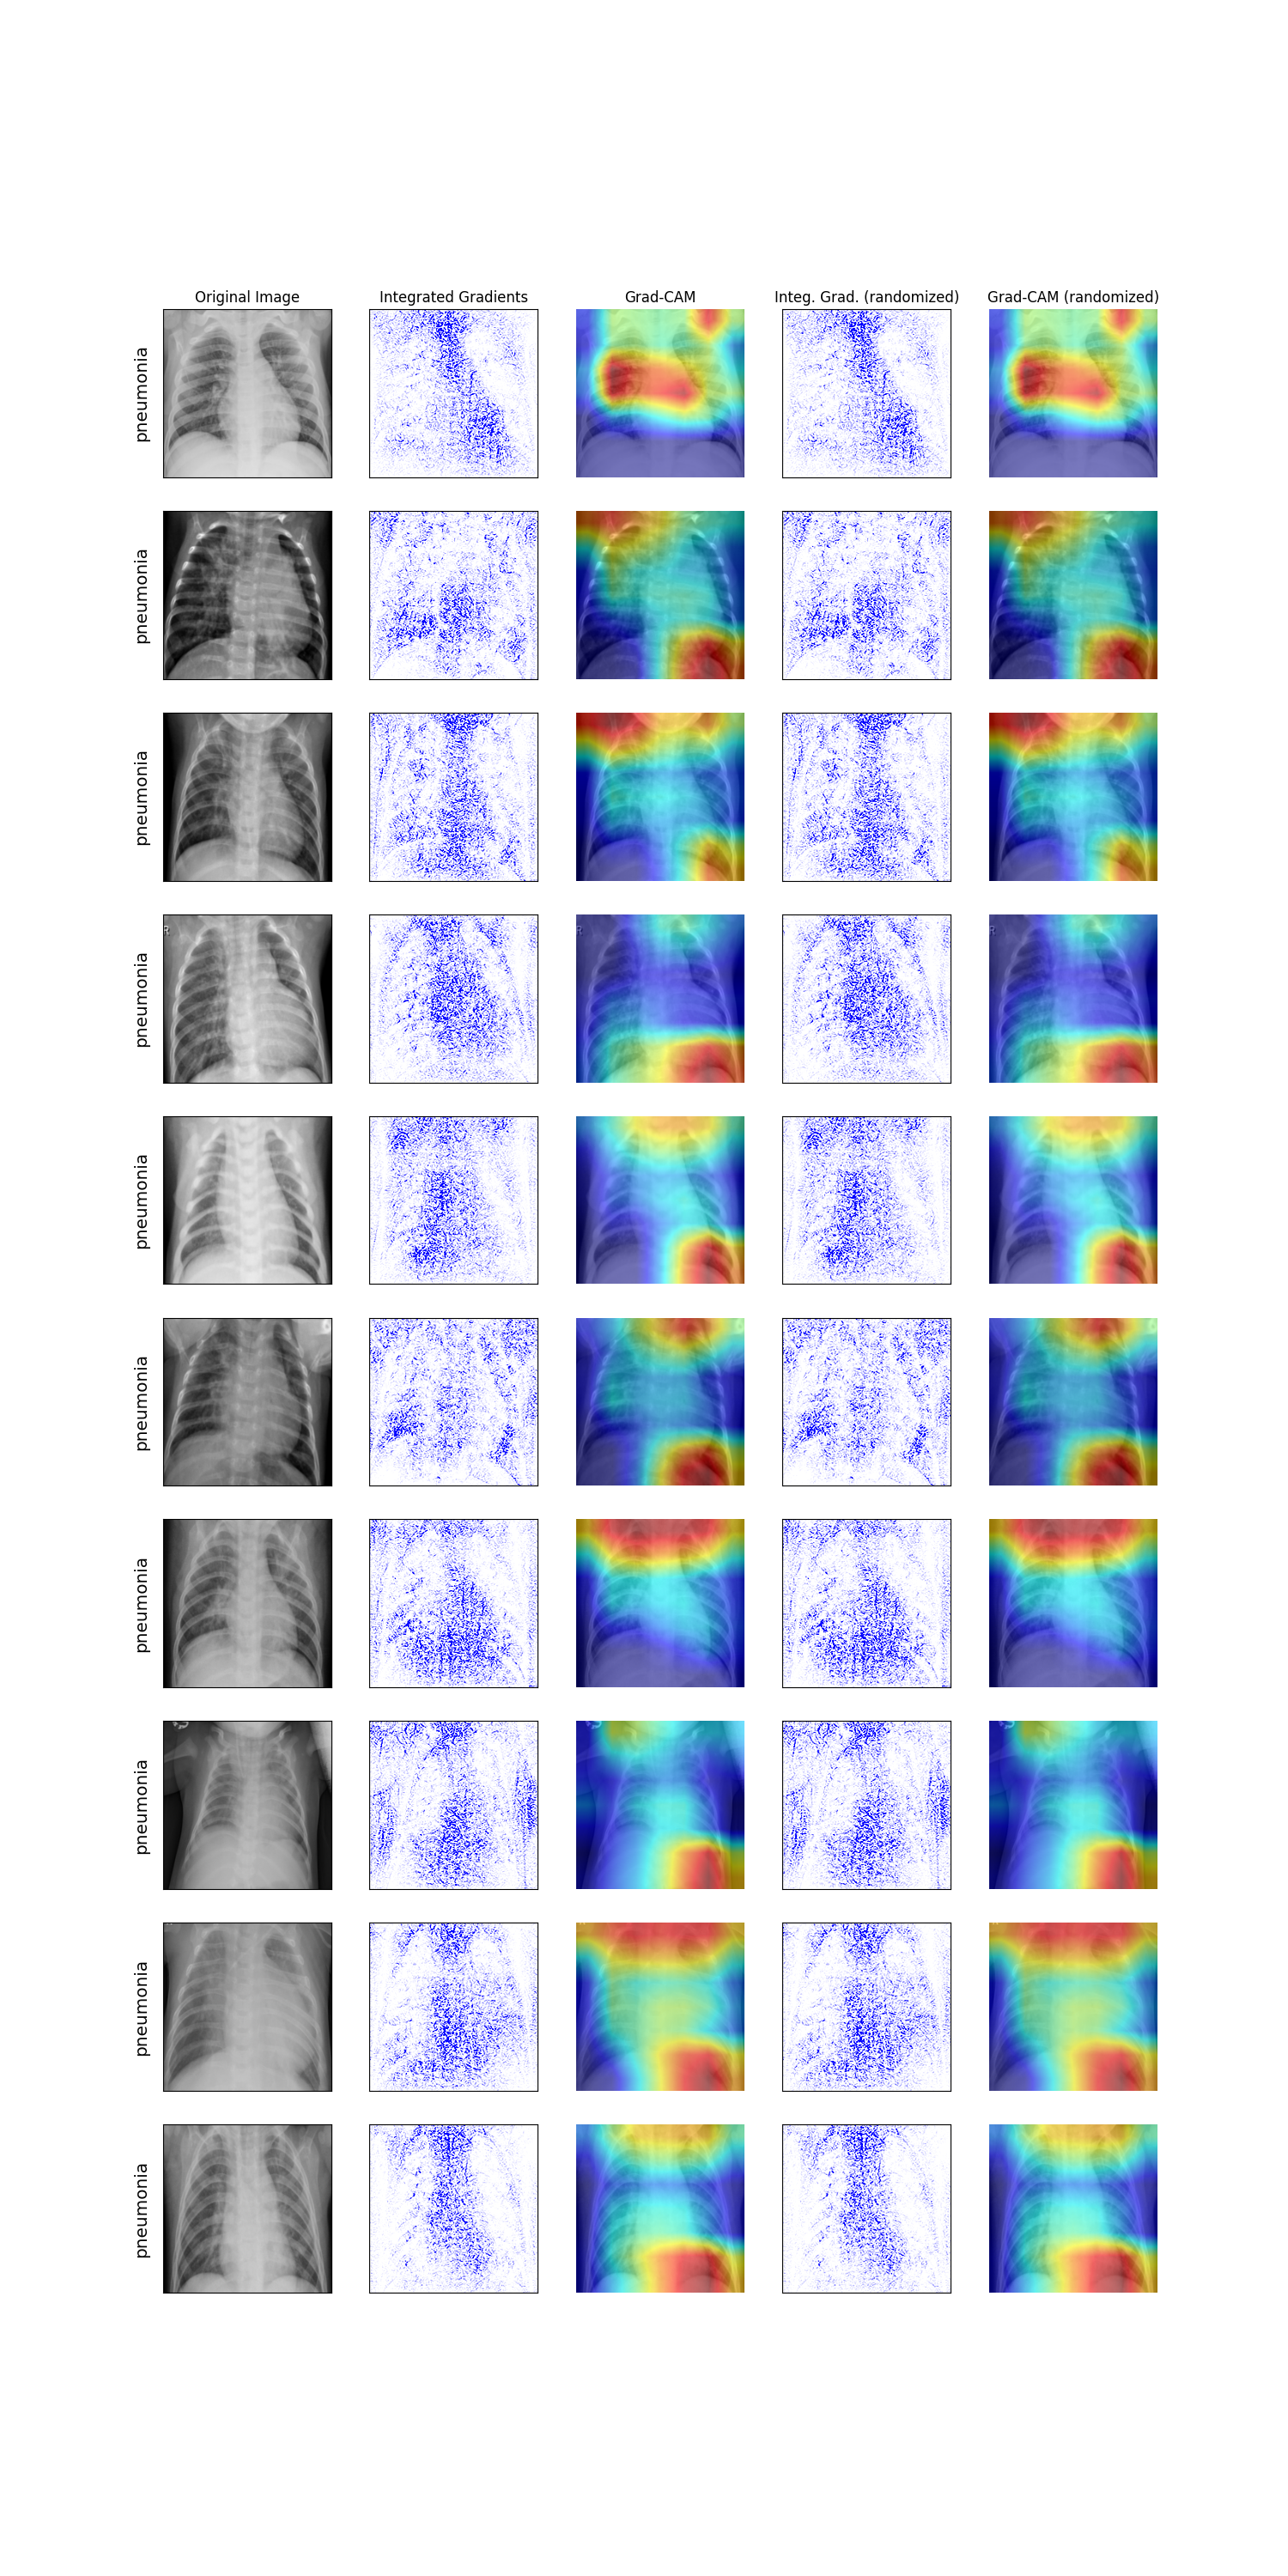 Original Image
Integrated Gradients
Grad-CAM
Integ. Grad. (randomized)
Grad-CAM (randomized)
pneumonia
pneumonia
pneumonia
pneumonia
R
pneumonia
pneumonia
pneumonia
pneumonia
pneumonia
pneumonia